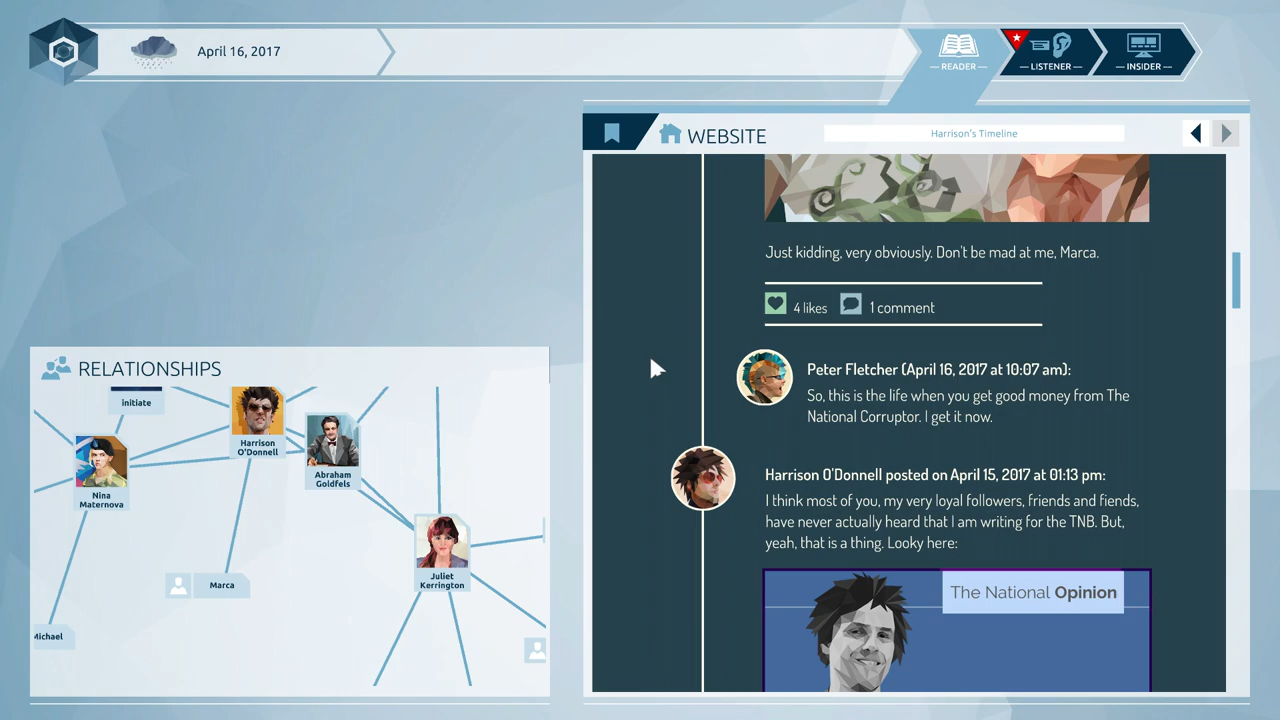 April 16, 2017
— READER —
— LISTENER —
— INSIDER —
WEBSITE
Harrison's Timeline
Just kidding, very obviously. Don't be mad at me, Marca.
4 likes
1 comment
Peter Fletcher (April 16, 2017 at 10:07 am):
So, this is the life when you get good money from The
National Corruptor. I get it now.
Harrison O'Donnell posted on April 15, 2017 at 01:13 pm:
I think most of you, my very loyal followers, friends and fiends,
have never actually heard that I am writing for the TNB. But,
yeah, that is a thing. Looky here:
The National Opinion
RELATIONSHIPS
initiate
Harrison
O'Donnell
Abraham
Goldfels
Nina
Maternova
Juliet
Kerrington
Marca
Michael